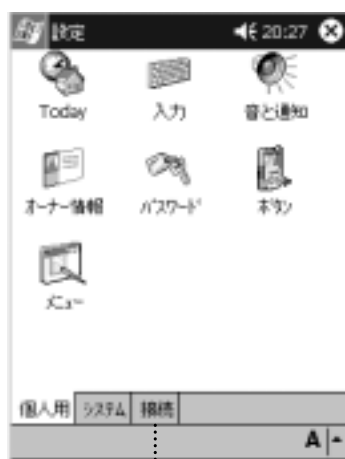 設定 20:27
Today 入力 音と通知
オーナー情報 パスワード ボタン
メニュー
個人用 システム 接続
A